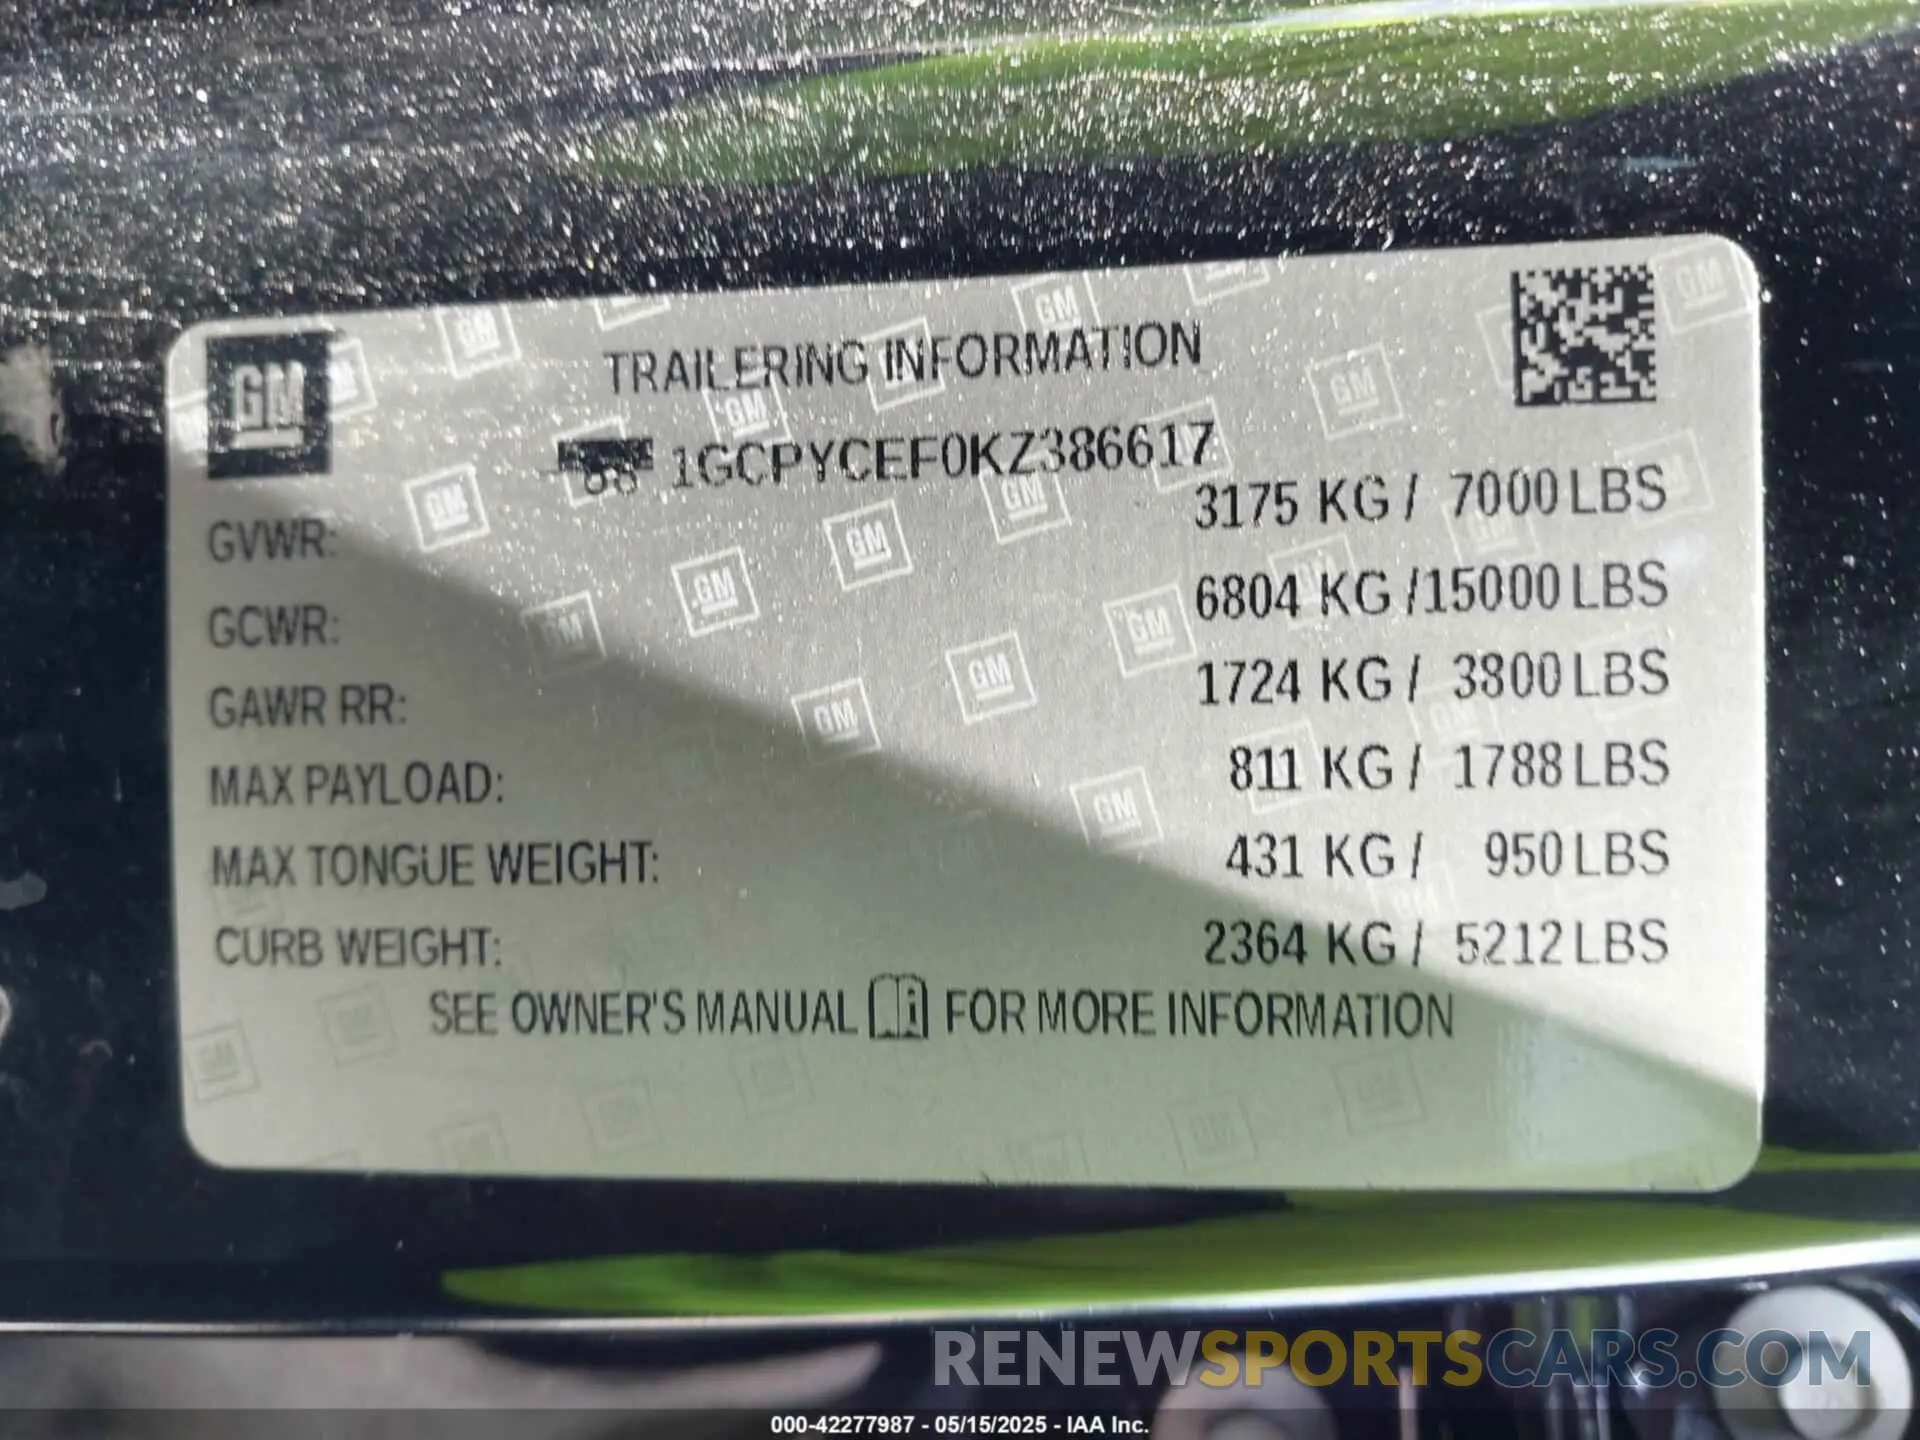 GM
TRAILERING INFORMATION
1GCPYCEF0KZ386617
GVWR: 3175 KG / 7000 LBS
GCWR: 6804 KG / 15000 LBS
GAWR RR: 1724 KG / 3800 LBS
MAX PAYLOAD: 811 KG / 1788 LBS
MAX TONGUE WEIGHT: 431 KG / 950 LBS
CURB WEIGHT: 2364 KG / 5212 LBS
SEE OWNER'S MANUAL i FOR MORE INFORMATION
RENEWSPORTSCARS.COM
000-42277987 - 05/15/2025 - IAA Inc.